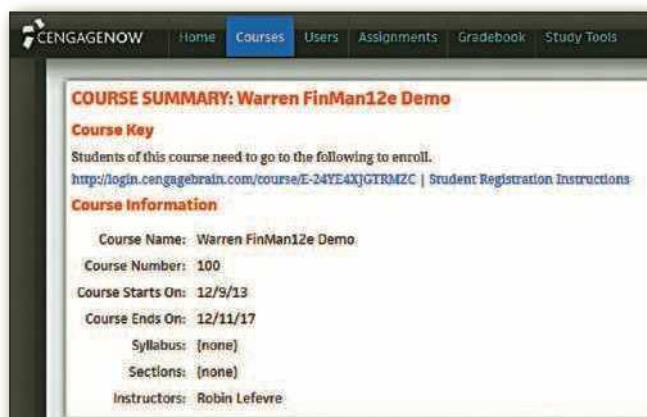 CENGAGENOW Home Courses Users Assignments Gradebook Study Tools
COURSE SUMMARY: Warren FinMan12e Demo
Course Key
Students of this course need to go to the following to enroll.
http://login.cengagebrain.com/course/E-24YE4XJGTRMZC | Student Registration Instructions
Course Information
Course Name: Warren FinMan12e Demo
Course Number: 100
Course Starts On: 12/9/13
Course Ends On: 12/11/17
Syllabus: (none)
Sections: (none)
Instructors: Robin Lefevre